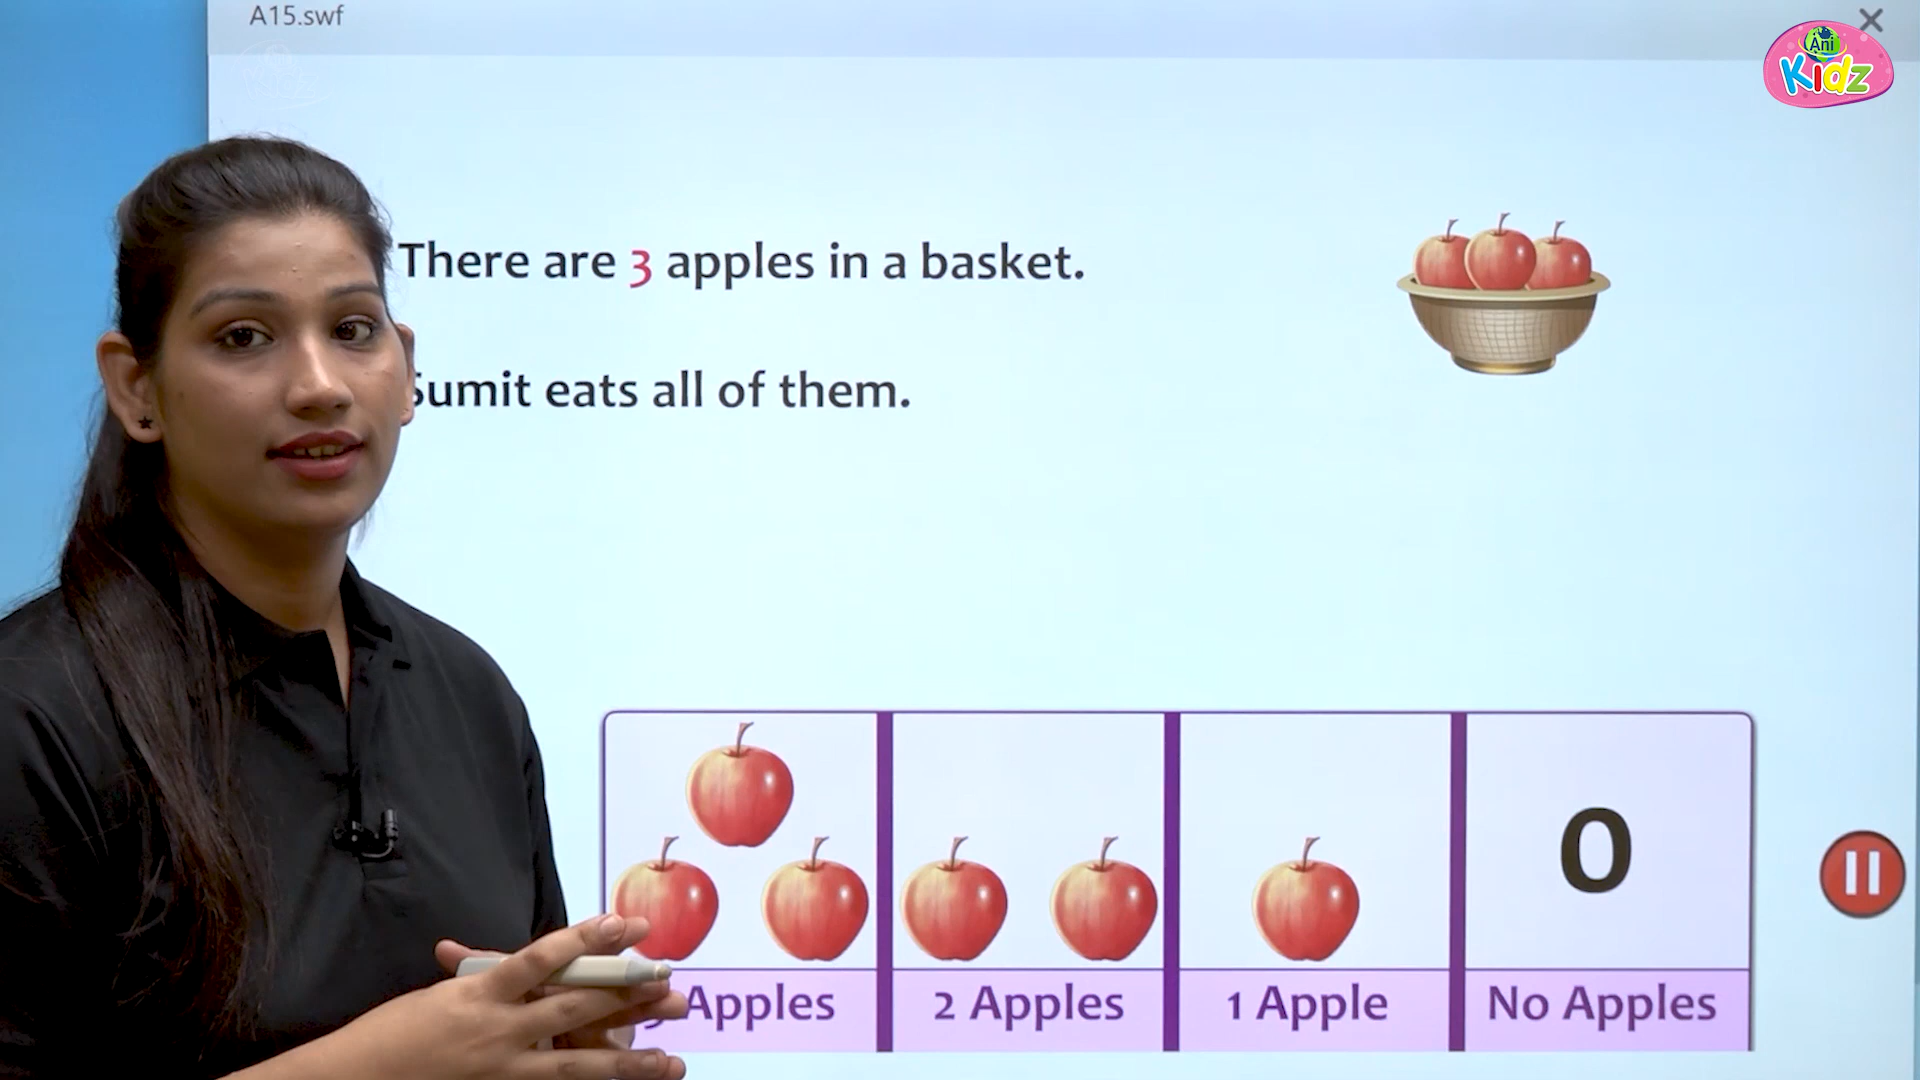 A15.swf
Ani
Kidz
There are 3 apples in a basket.
Sumit eats all of them.
0
Apples
2 Apples
1 Apple
No Apples